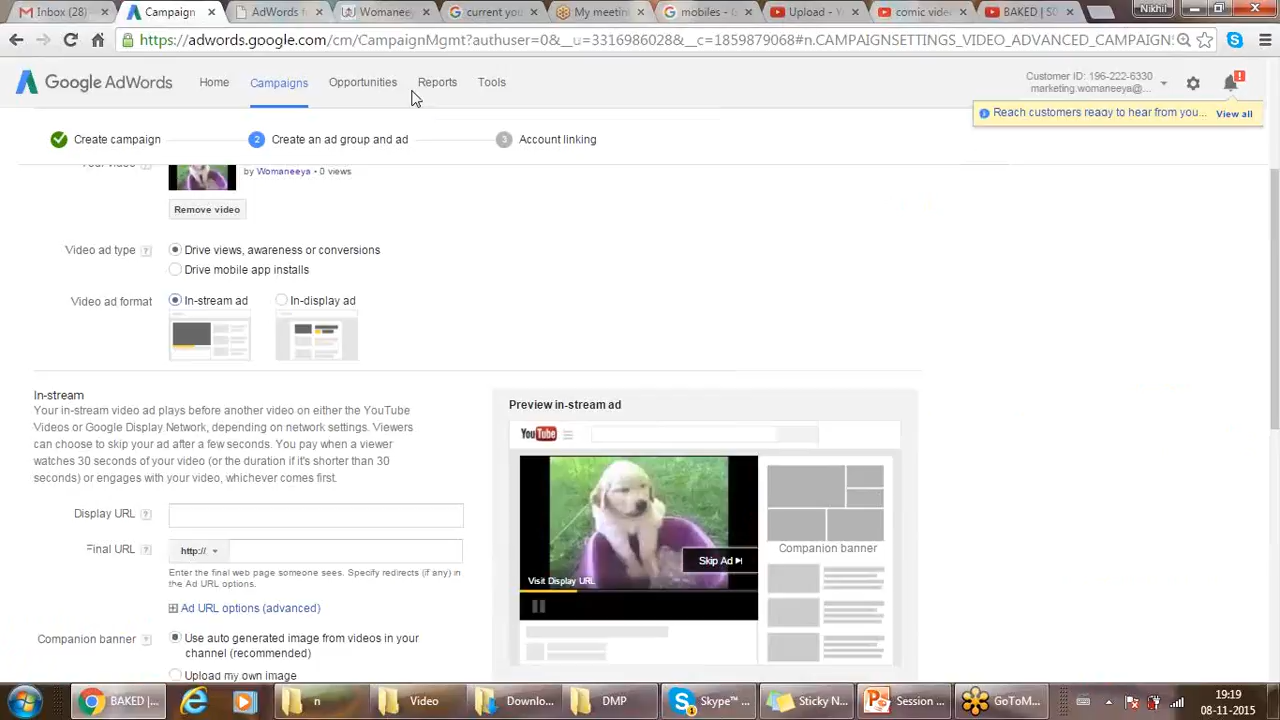 Nikhil
Inbox (28)
Campaign
AdWords f
Womanee
current you
My meetin
mobiles - G
Upload - Y
comic vide
BAKED | S0
https://adwords.google.com/cm/CampaignMgmt?authuser=0&__u=3316986028&__c=1859879068#n.CAMPAIGNSETTINGS_VIDEO_ADVANCED_CAMPAIGN
Google AdWords
Home
Campaigns
Opportunities
Reports
Tools
Customer ID: 196-222-6330
marketing.womaneeya@...
Reach customers ready to hear from you... View all
Create campaign
2 Create an ad group and ad
3 Account linking
by Womaneeya • 0 views
Remove video
Video ad type ? Drive views, awareness or conversions
Drive mobile app installs
Video ad format In-stream ad In-display ad
In-stream
Your in-stream video ad plays before another video on either the YouTube
Videos or Google Display Network, depending on network settings. Viewers
can choose to skip your ad after a few seconds. You pay when a viewer
watches 30 seconds of your video (or the duration if it's shorter than 30
seconds) or engages with your video, whichever comes first.
Display URL ?
Final URL ? http://
Enter the final web page someone sees. Specify redirects (if any) in
the Ad URL options.
Ad URL options (advanced)
Companion banner ? Use auto generated image from videos in your
channel (recommended)
Upload my own image
Preview in-stream ad
YouTube
Skip Ad
Visit Display URL
Companion banner
BAKED |...
n
Video
Downlo...
DMP
Skype™ ...
Sticky N...
Session ...
GoToM...
19:19
08-11-2015